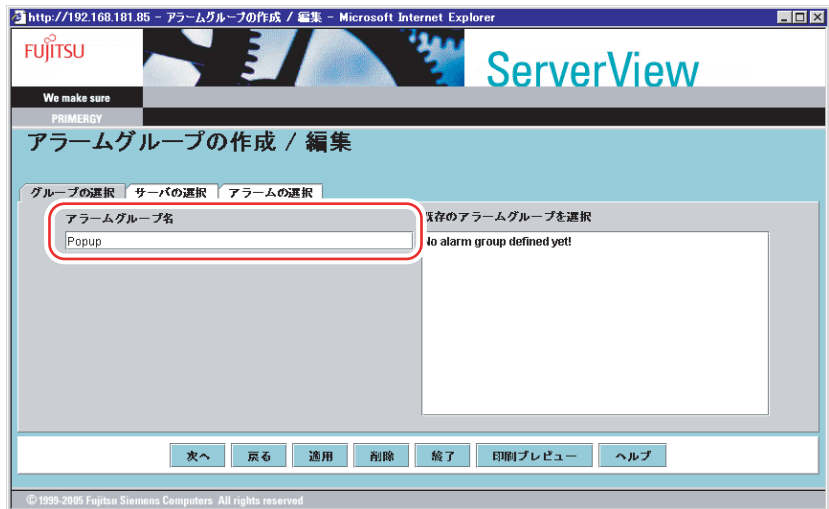 http://192.168.181.85 - アラームグループの作成 / 編集 - Microsoft Internet Explorer
FUJITSU
ServerView
We make sure
PRIMERGY
アラームグループの作成 / 編集
グループの選択 サーバの選択 アラームの選択
アラームグループ名
既存のアラームグループを選択
Popup
No alarm group defined yet!
次へ 戻る 適用 削除 終了 印刷プレビュー ヘルプ
© 1999-2005 Fujitsu Siemens Computers All rights reserved